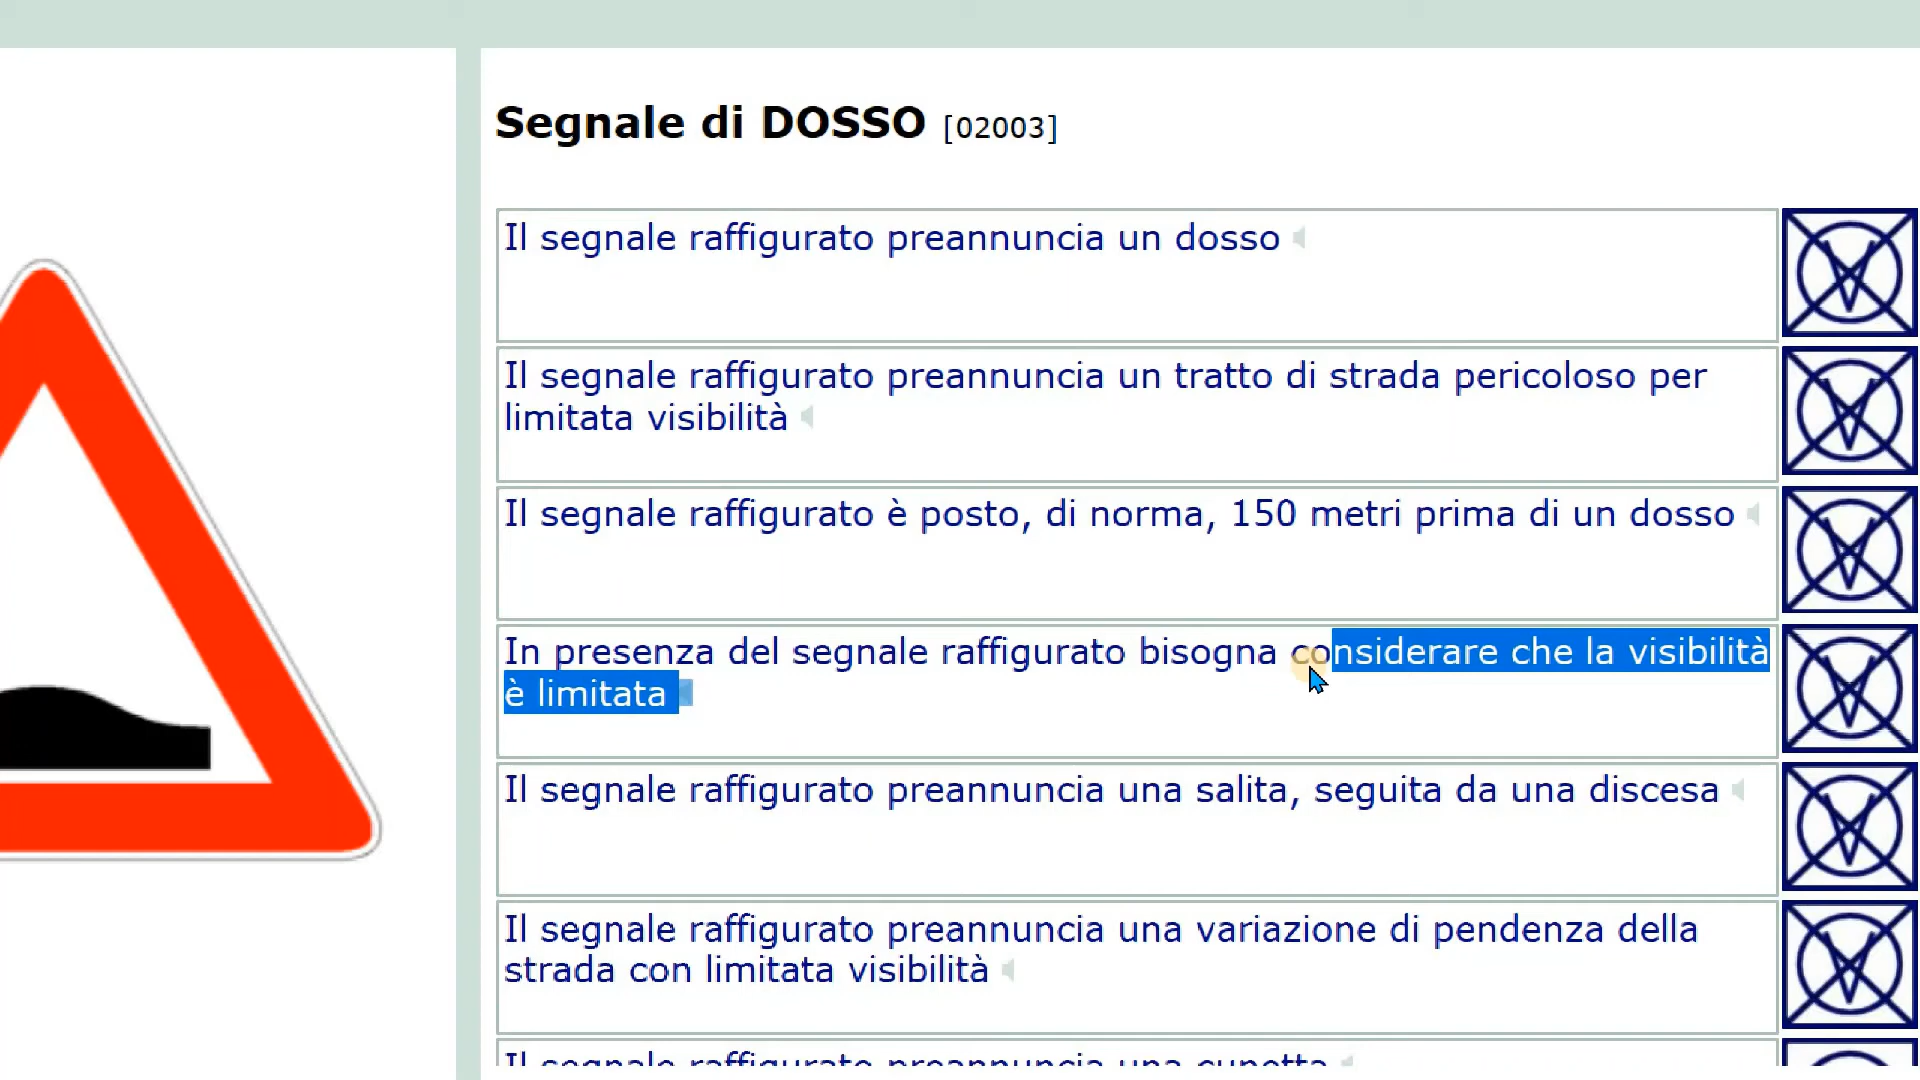 Segnale di DOSSO [02003]
Il segnale raffigurato preannuncia un dosso
V
Il segnale raffigurato preannuncia un tratto di strada pericoloso per
limitata visibilità
V
Il segnale raffigurato è posto, di norma, 150 metri prima di un dosso
V
In presenza del segnale raffigurato bisogna considerare che la visibilità
è limitata
V
Il segnale raffigurato preannuncia una salita, seguita da una discesa
V
Il segnale raffigurato preannuncia una variazione di pendenza della
strada con limitata visibilità
V
Il segnale raffigurato preannuncia una cunetta